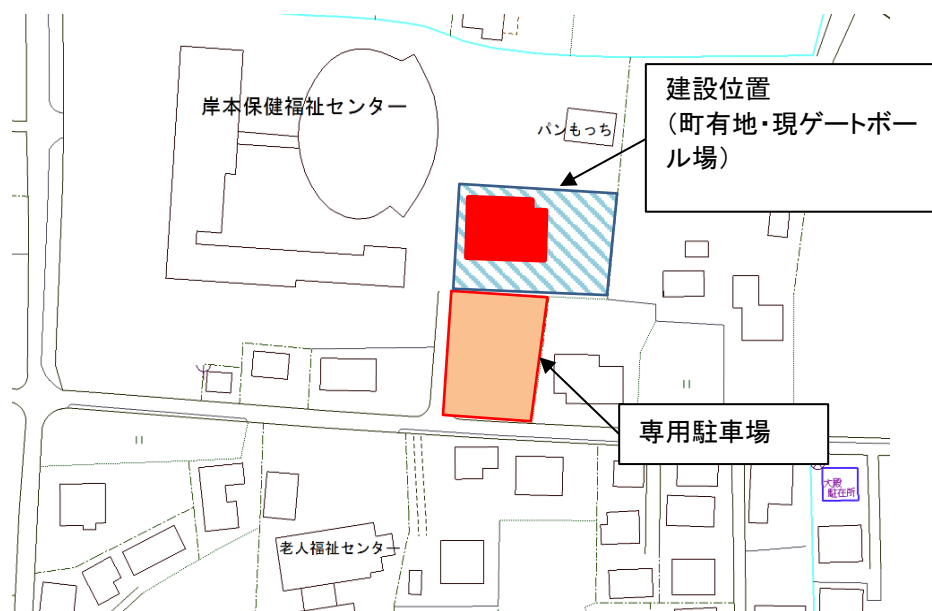 岸本保健福祉センター
パンもっち
建設位置
（町有地・現ゲートボー
ル場）
専用駐車場
大殿
駐在所
老人福祉センター